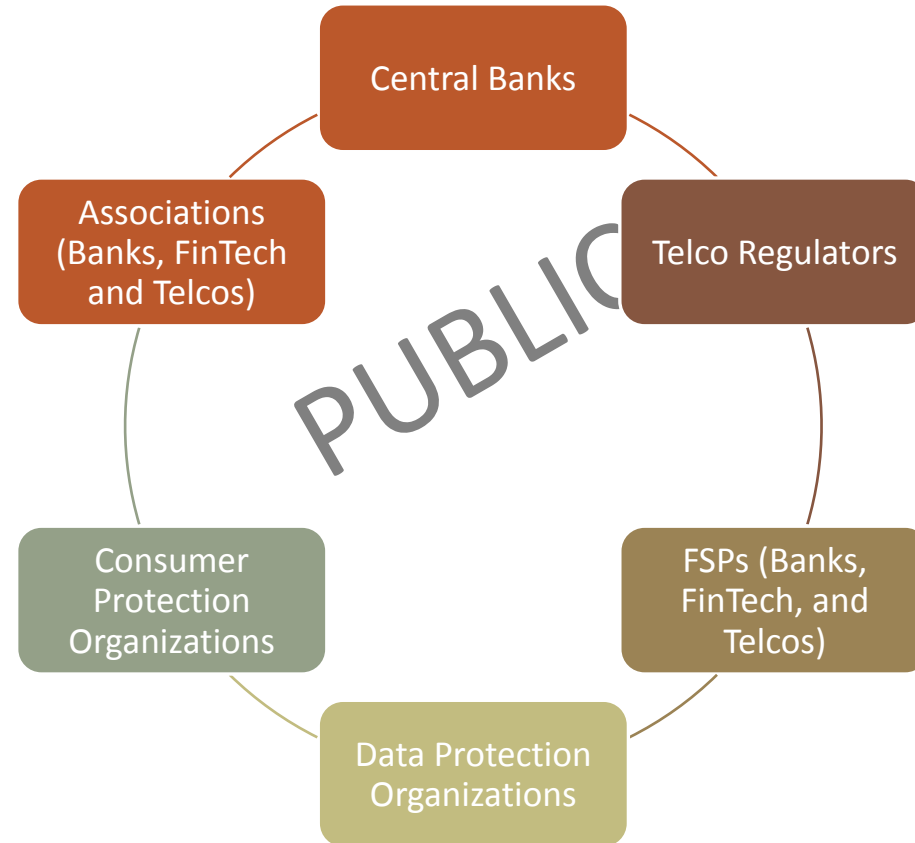 Central Banks
Telco Regulators
FSPs (Banks,
FinTech, and
Telcos)
Data Protection
Organizations
Consumer
Protection
Organizations
Associations
(Banks, FinTech
and Telcos)
PUBLIC